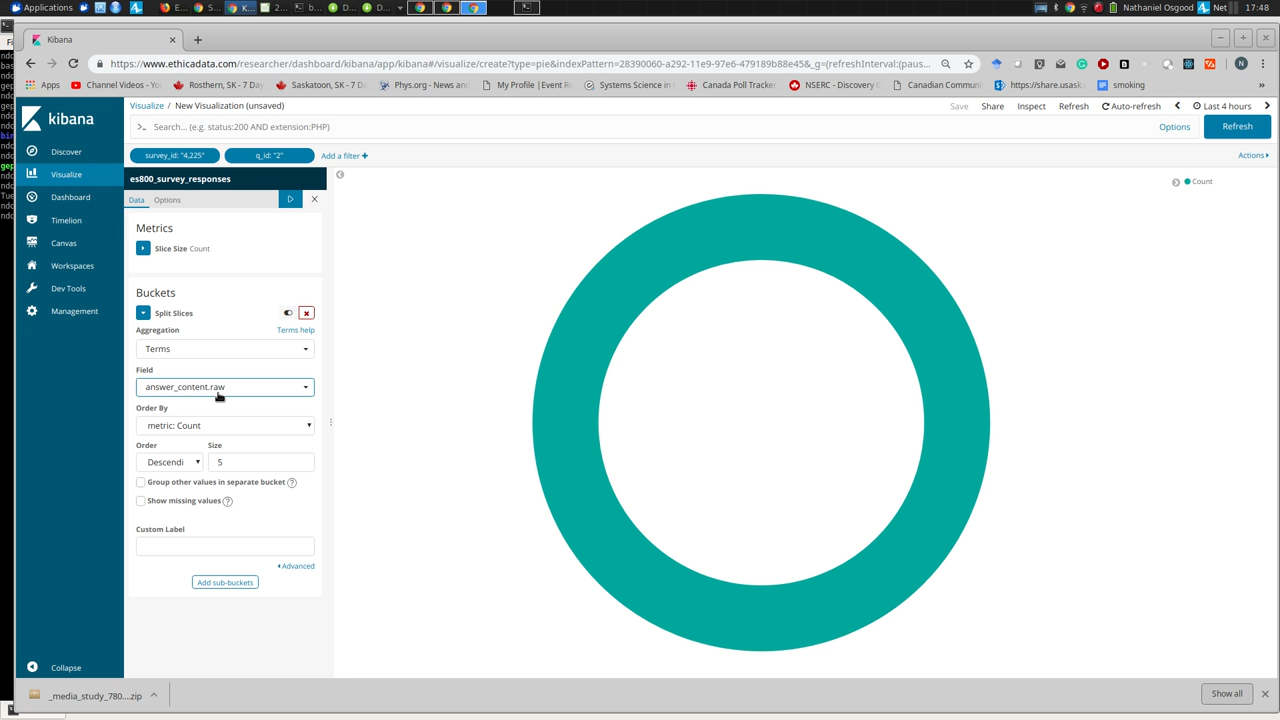 Applications
E...
S...
K...
2...
b...
D...
D...
Nathaniel Osgood
Net
17:48
Kibana
https://www.ethicadata.com/researcher/dashboard/kibana/app/kibana#/visualize/create?type=pie&indexPattern=28390060-a292-11e9-97e6-479189b88e45&_g=(refreshInterval:(paus...
Apps
Channel Videos - You
Rosthern, SK - 7 Day
Saskatoon, SK - 7 D
Phys.org - News and
My Profile |Event R
Systems Science in
Canada Poll Tracker
NSERC - Discovery G
Canadian Communi
https://share.usask
smoking
kibana
Visualize / New Visualization (unsaved)
Save Share Inspect Refresh Auto-refresh Last 4 hours
>_ Search... (e.g. status:200 AND extension:PHP)
Options
Refresh
survey_id: "4,225"
q_id: "2"
Add a filter +
Actions
Discover
Visualize
Dashboard
Timelion
Canvas
Workspaces
Dev Tools
Management
Collapse
es800_survey_responses
Data Options
Metrics
Slice Size Count
Buckets
Split Slices
Aggregation Terms help
Terms
Field
answer_content.raw
Order By
metric: Count
Order Size
Descendi 5
Group other values in separate bucket
Show missing values
Custom Label
Advanced
Add sub-buckets
Count
_media_study_780....zip
Show all